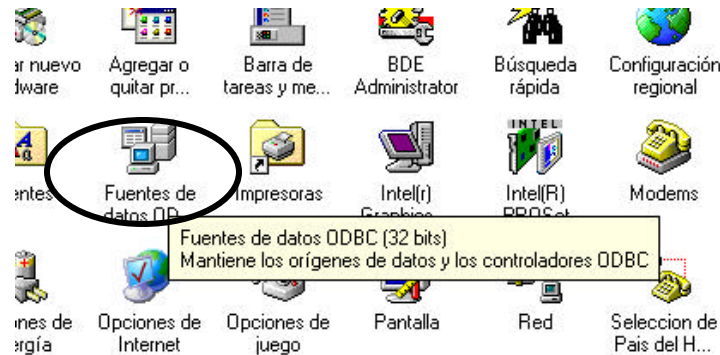 ar nuevo
dware
Agregar o
quitar pr...
Barra de
tareas y me...
BDE
Administrator
Búsqueda
rápida
Configuración
regional
entes
Fuentes de
datos OD...
Impresoras
Intel(r)
Graphics
INTEL
Intel(R)
PROSet
Modems
Fuentes de datos ODBC (32 bits)
Mantiene los orígenes de datos y los controladores ODBC
ones de
ergía
Opciones de
Internet
Opciones de
juego
Pantalla
Red
Seleccion de
Pais del H...